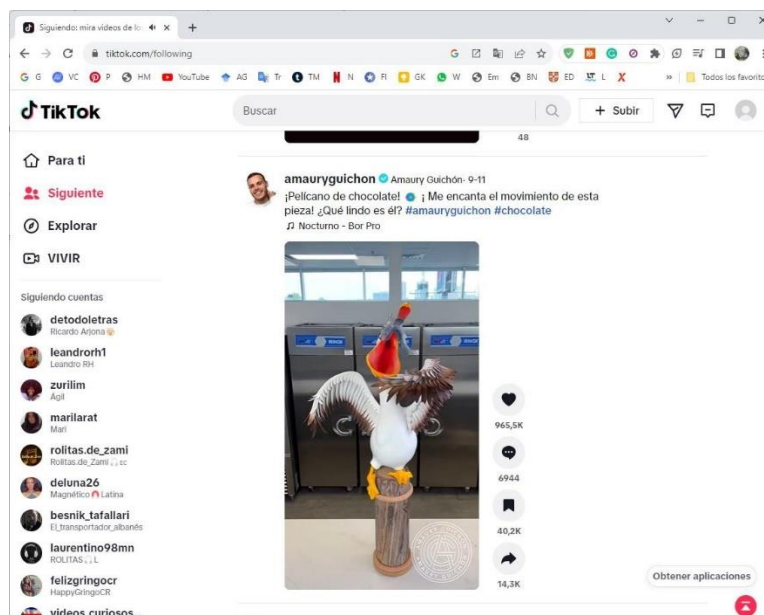 Siguiendo: mira videos de lo
tiktok.com/following
G VC P HM YouTube AG Tr TM N FI GK W Em BN ED L X » Todos los favorito
TikTok
Buscar
+ Subir
48
Para ti
Siguiente
Explorar
VIVIR
Siguiendo cuentas
detodoletras
Ricardo Arjona
leandrorh1
Leandro RH
zurilim
Ágil
marilarat
Mari
rolitas.de_zami
Rolitas.de_Zami
deluna26
Magnético Latina
besnik_tafallari
El_transportador_albanés
laurentino98mn
ROLITAS
felizgringocr
HappyGringoCR
videos.curiosos...
amauryguichon Amaury Guichón· 9-11
¡Pelícano de chocolate! ¡ Me encanta el movimiento de esta
pieza! ¿Qué lindo es él? #amauryguichon #chocolate
Nocturno - Bor Pro
965,5K
6944
40,2K
14,3K
Obtener aplicaciones